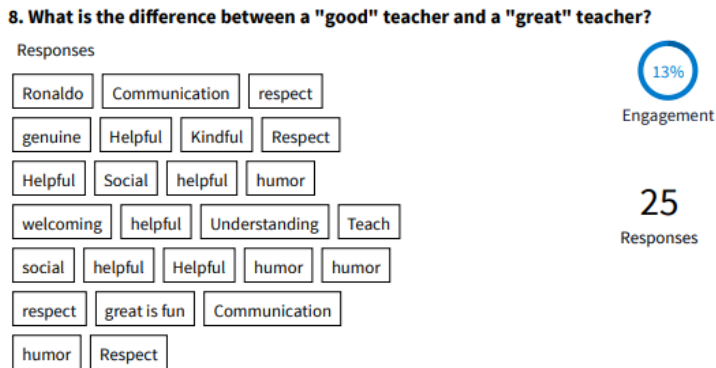 8. What is the difference between a "good" teacher and a "great" teacher?
Responses
Ronaldo Communication respect
genuine Helpful Kindful Respect
Helpful Social helpful humor
welcoming helpful Understanding Teach
social helpful Helpful humor humor
respect great is fun Communication
humor Respect
13%
Engagement
25
Responses